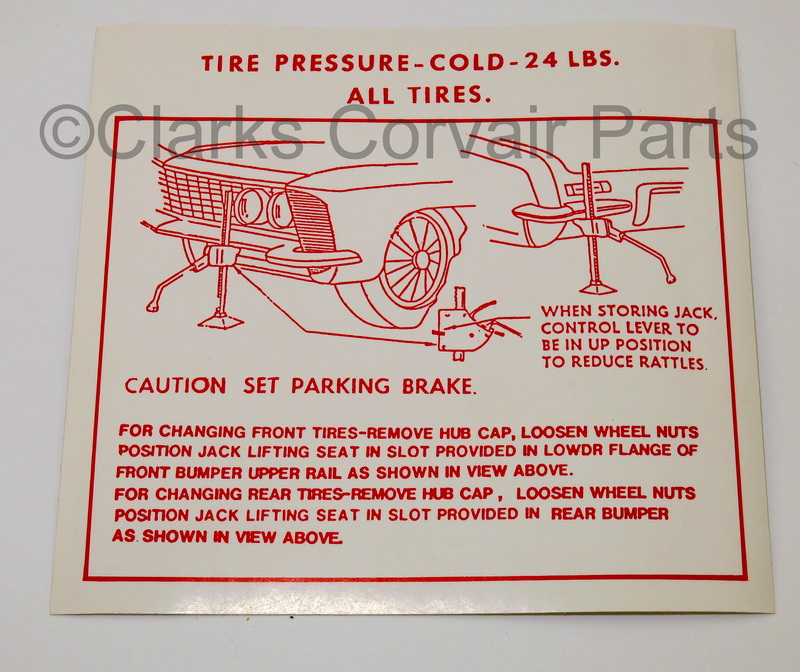 TIRE PRESSURE-COLD-24 LBS.
ALL TIRES.
©Clarks Corvair Parts
WHEN STORING JACK,
CONTROL LEVER TO
BE IN UP POSITION
TO REDUCE RATTLES.
CAUTION SET PARKING BRAKE.
FOR CHANGING FRONT TIRES-REMOVE HUB CAP, LOOSEN WHEEL NUTS
POSITION JACK LIFTING SEAT IN SLOT PROVIDED IN LOWDR FLANGE OF
FRONT BUMPER UPPER RAIL AS SHOWN IN VIEW ABOVE.
FOR CHANGING REAR TIRES-REMOVE HUB CAP , LOOSEN WHEEL NUTS
POSITION JACK LIFTING SEAT IN SLOT PROVIDED IN REAR BUMPER
AS SHOWN IN VIEW ABOVE.